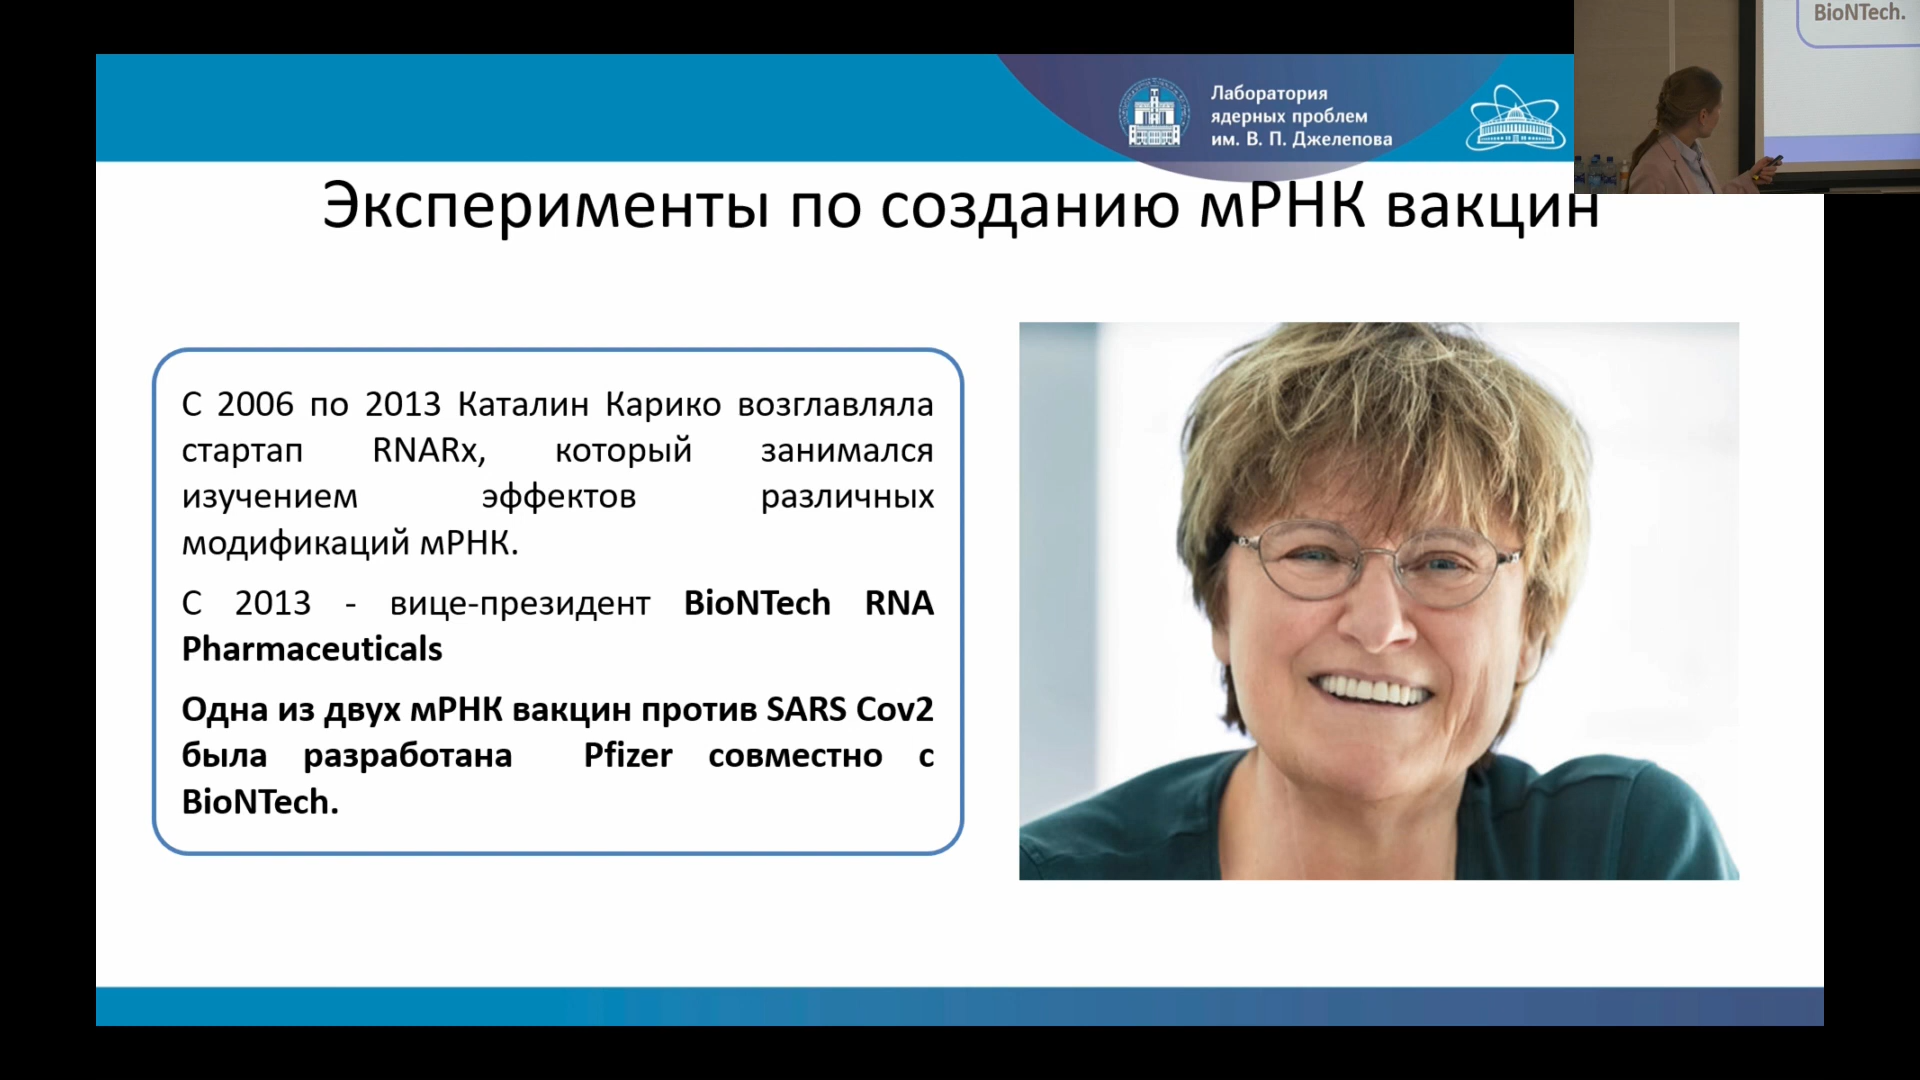 BioNTech.
Лаборатория
ядерных проблем
им. В. П. Джелепова
Эксперименты по созданию мРНК вакцин
С 2006 по 2013 Каталин Карико возглавляла
стартап RNARx, который занимался
изучением эффектов различных
модификаций мРНК.
С 2013 - вице-президент BioNTech RNA
Pharmaceuticals
Одна из двух мРНК вакцин против SARS Cov2
была разработана Pfizer совместно с
BioNTech.